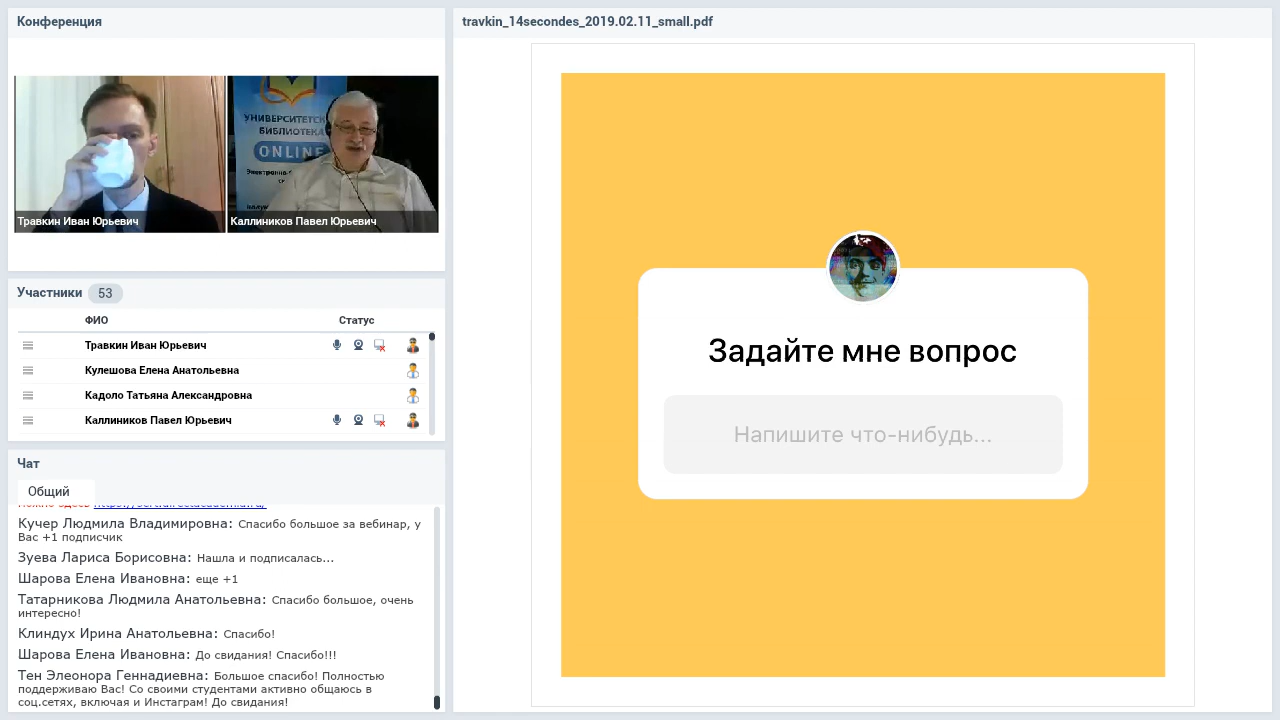 Конференция
УНИВЕРСИТЕТСКАЯ
БИБЛИОТЕКА
ONLINE
Травкин Иван Юрьевич
Каллиников Павел Юрьевич
Участники 53
ФИО Статус
Травкин Иван Юрьевич
Кулешова Елена Анатольевна
Кадоло Татьяна Александровна
Каллиников Павел Юрьевич
Чат
Общий
Кучер Людмила Владимировна: Спасибо большое за вебинар, у
Вас +1 подписчик
Зуева Лариса Борисовна: Нашла и подписалась...
Шарова Елена Ивановна: еще +1
Татарникова Людмила Анатольевна: Спасибо большое, очень
интересно!
Клиндух Ирина Анатольевна: Спасибо!
Шарова Елена Ивановна: До свидания! Спасибо!!!
Тен Элеонора Геннадиевна: Большое спасибо! Полностью
поддерживаю Вас! Со своими студентами активно общаюсь в
соц.сетях, включая и Инстаграм! До свидания!
travkin_14secondes_2019.02.11_small.pdf
Задайте мне вопрос
Напишите что-нибудь...